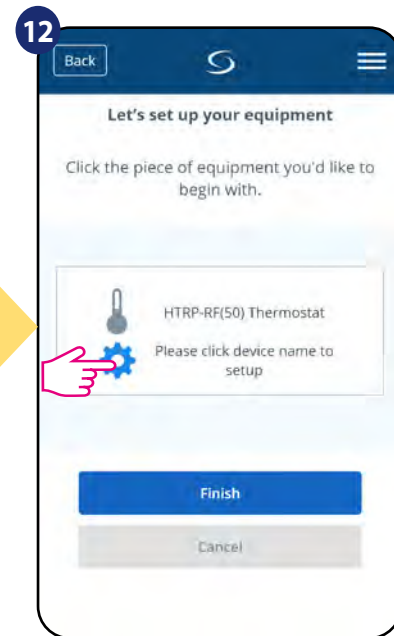 12
Back
Let's set up your equipment
Click the piece of equipment you'd like to
begin with.
HTRP-RF(50) Thermostat
Please click device name to
setup
Finish
Cancel